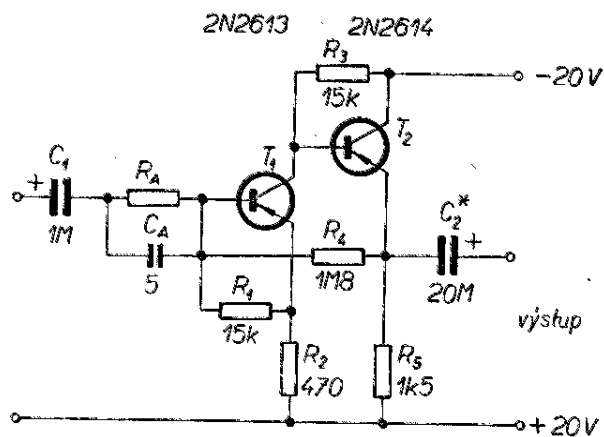 2N2613 2N2614
R3
15k
−20V
T2
T1
C1
+
1M
RA
CA
5
R4
1M8
C2*
+
20M
R1
15k
výstup
R2
470
R5
1k5
+20V